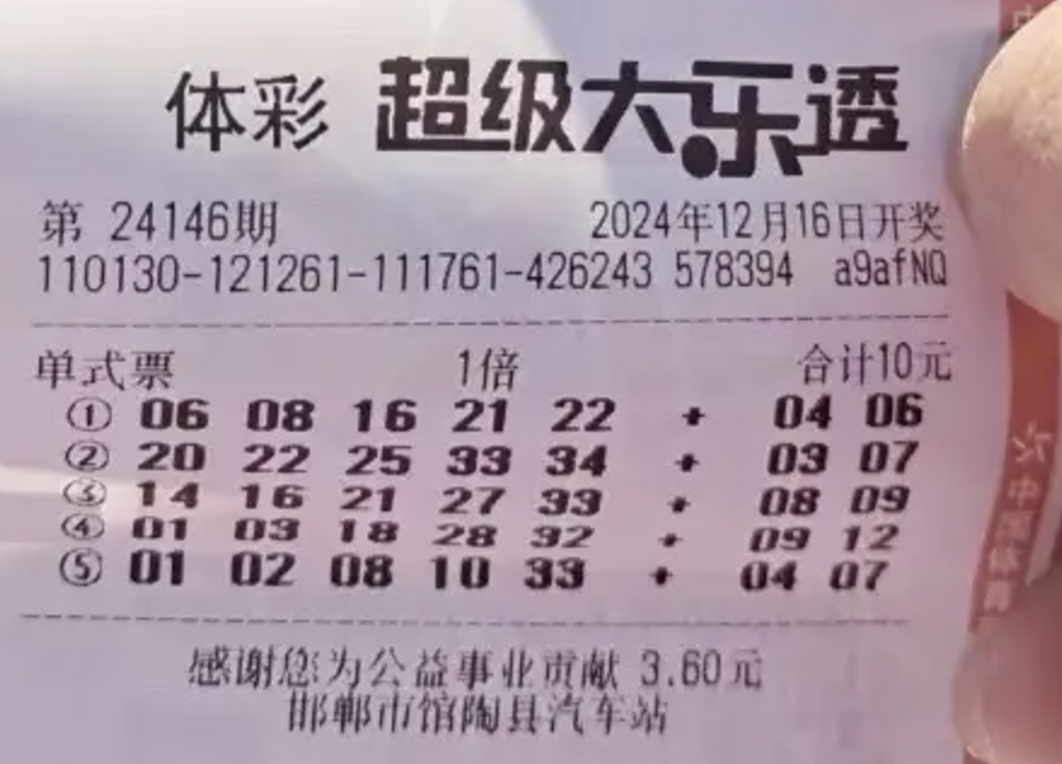 体彩 超级大乐透
第 24146期 2024年12月16日开奖
110130-121261-111761-426243 578394 a9afNQ
单式票 1倍 合计10元
① 06 08 16 21 22 + 04 06
② 20 22 25 33 34 + 03 07
③ 14 16 21 27 33 + 08 09
④ 01 03 18 28 32 + 09 12
⑤ 01 02 08 10 33 + 04 07
感谢您为公益事业贡献 3.60元
邯郸市馆陶县汽车站